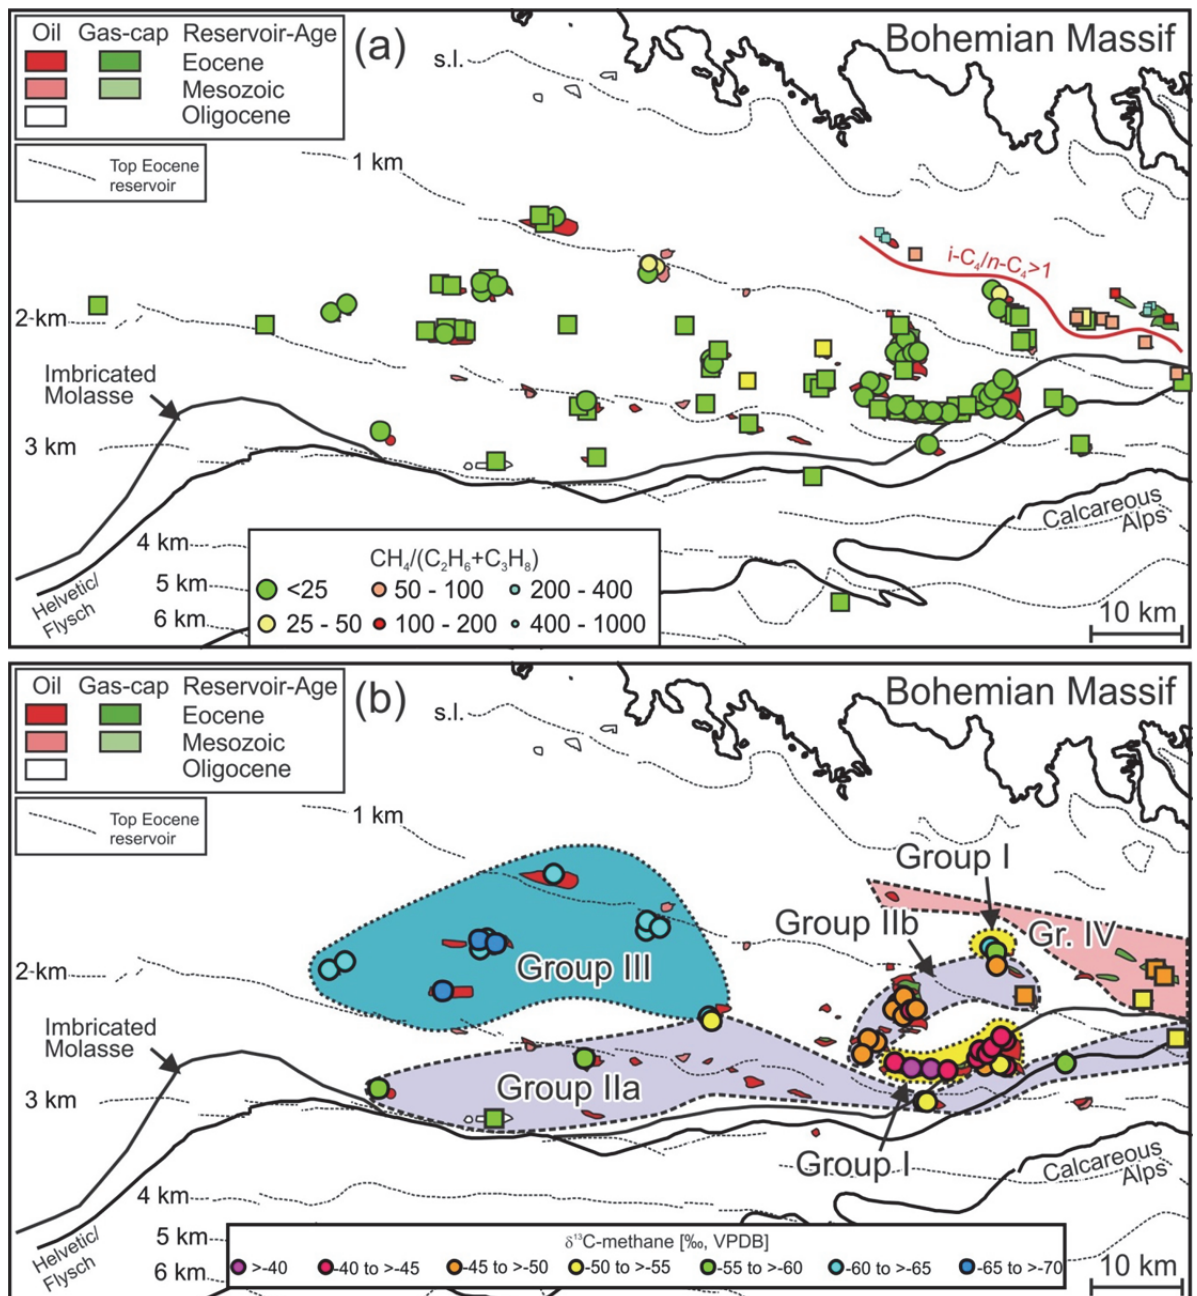 Oil Gas-cap Reservoir-Age
Eocene
Mesozoic
Oligocene
Top Eocene
reservoir
(a)
Bohemian Massif
s.l.
1 km
i-C₄/n-C₄>1
2 km
Imbricated
Molasse
3 km
Calcareous
Alps
4 km
5 km
6 km
Helvetic/
Flysch
CH₄/(C₂H₆+C₃H₈)
<25 50 - 100 200 - 400
25 - 50 100 - 200 400 - 1000
10 km
Oil Gas-cap Reservoir-Age
Eocene
Mesozoic
Oligocene
Top Eocene
reservoir
(b)
Bohemian Massif
s.l.
1 km
Group I
Group IIb
Gr. IV
Group III
2 km
Imbricated
Molasse
Group IIa
3 km
Group I
Calcareous
Alps
4 km
5 km
6 km
Helvetic/
Flysch
δ¹³C-methane [‰, VPDB]
>-40 -40 to >-45 -45 to >-50 -50 to >-55 -55 to >-60 -60 to >-65 -65 to >-70
10 km